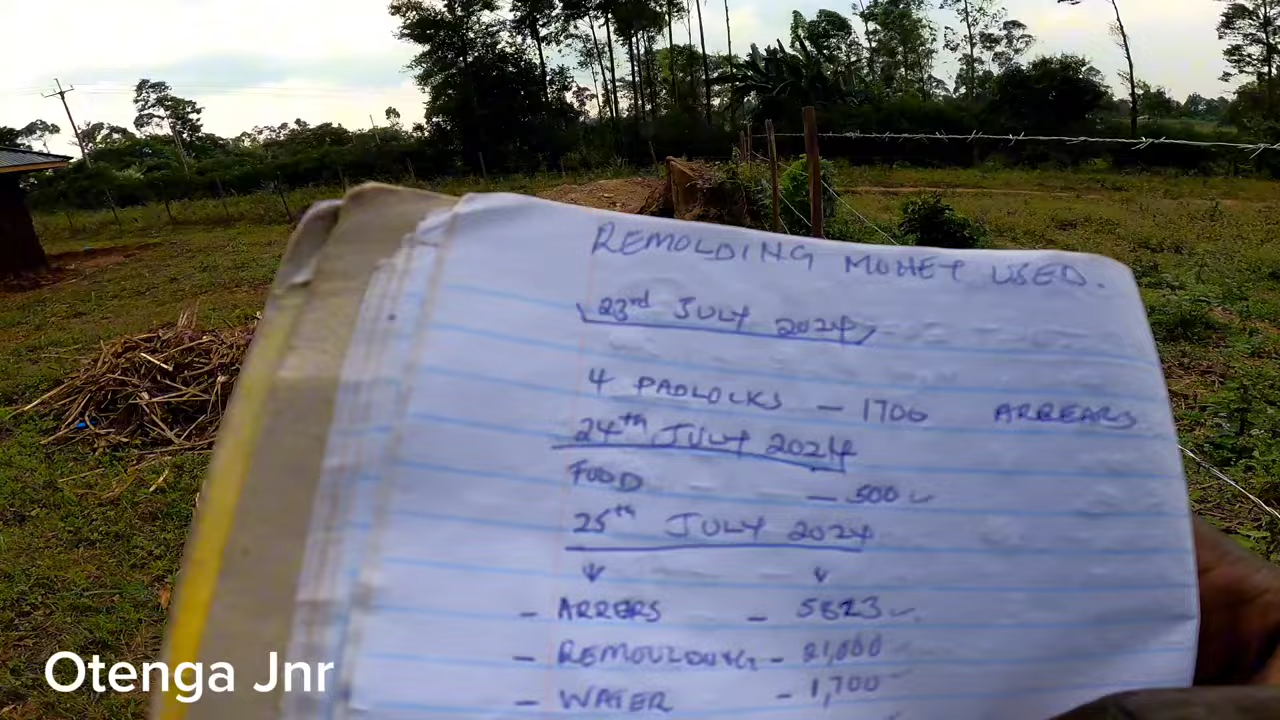 REMOLDING MONEY USED.
23rd JULY 2024
4 PADLOCKS - 1700 ARREARS
24th JULY 2024
FOOD - 500
25th JULY 2024
- ARRERS - 5823
- REMOULDING - 21,000
- WATER - 1,700
Otenga Jnr